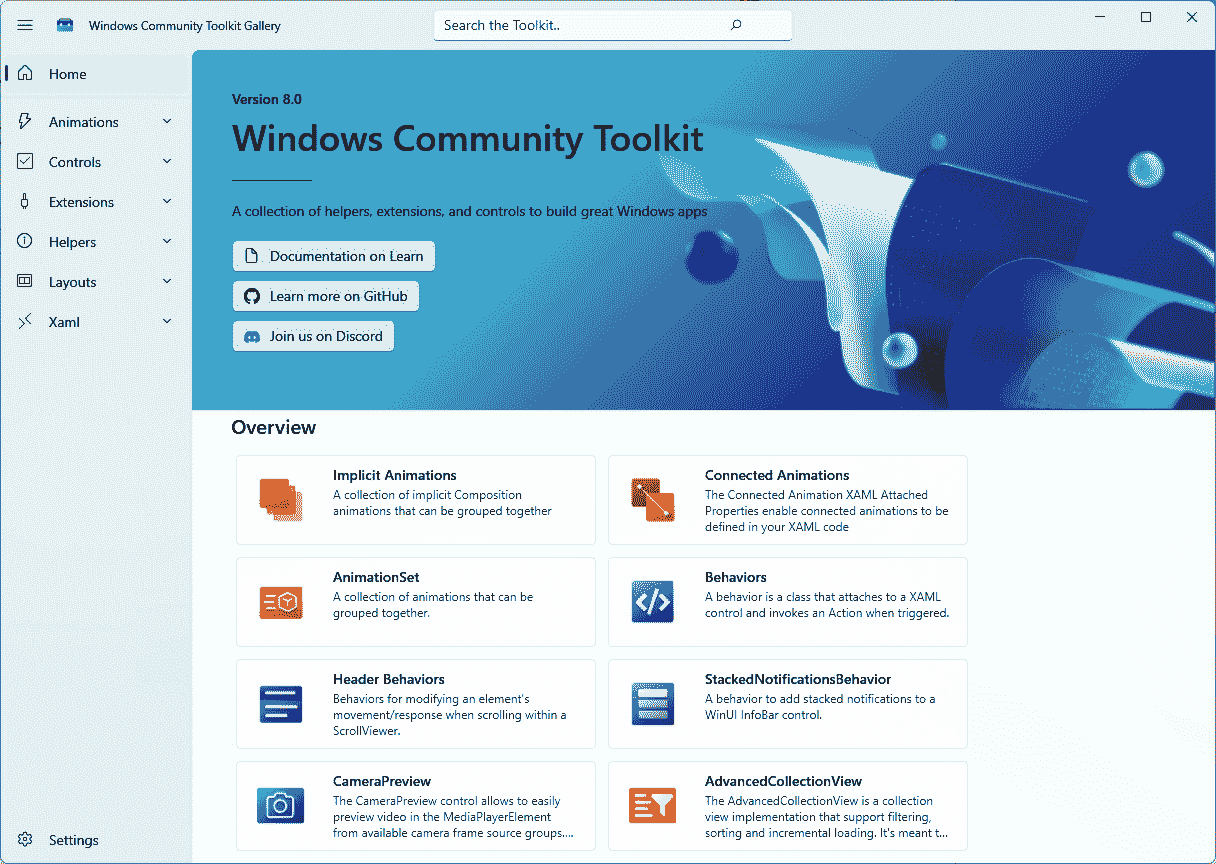 Windows Community Toolkit Gallery
Search the Toolkit..
Home
Animations
Controls
Extensions
Helpers
Layouts
Xaml
Settings
Version 8.0
Windows Community Toolkit
A collection of helpers, extensions, and controls to build great Windows apps
Documentation on Learn
Learn more on GitHub
Join us on Discord
Overview
Implicit Animations
A collection of implicit Composition
animations that can be grouped together
Connected Animations
The Connected Animation XAML Attached
Properties enable connected animations to be
defined in your XAML code
AnimationSet
A collection of animations that can be
grouped together.
Behaviors
A behavior is a class that attaches to a XAML
control and invokes an Action when triggered.
Header Behaviors
Behaviors for modifying an element's
movement/response when scrolling within a
ScrollViewer.
StackedNotificationsBehavior
A behavior to add stacked notifications to a
WinUI InfoBar control.
CameraPreview
The CameraPreview control allows to easily
preview video in the MediaPlayerElement
from available camera frame source groups....
AdvancedCollectionView
The AdvancedCollectionView is a collection
view implementation that support filtering,
sorting and incremental loading. It's meant t...